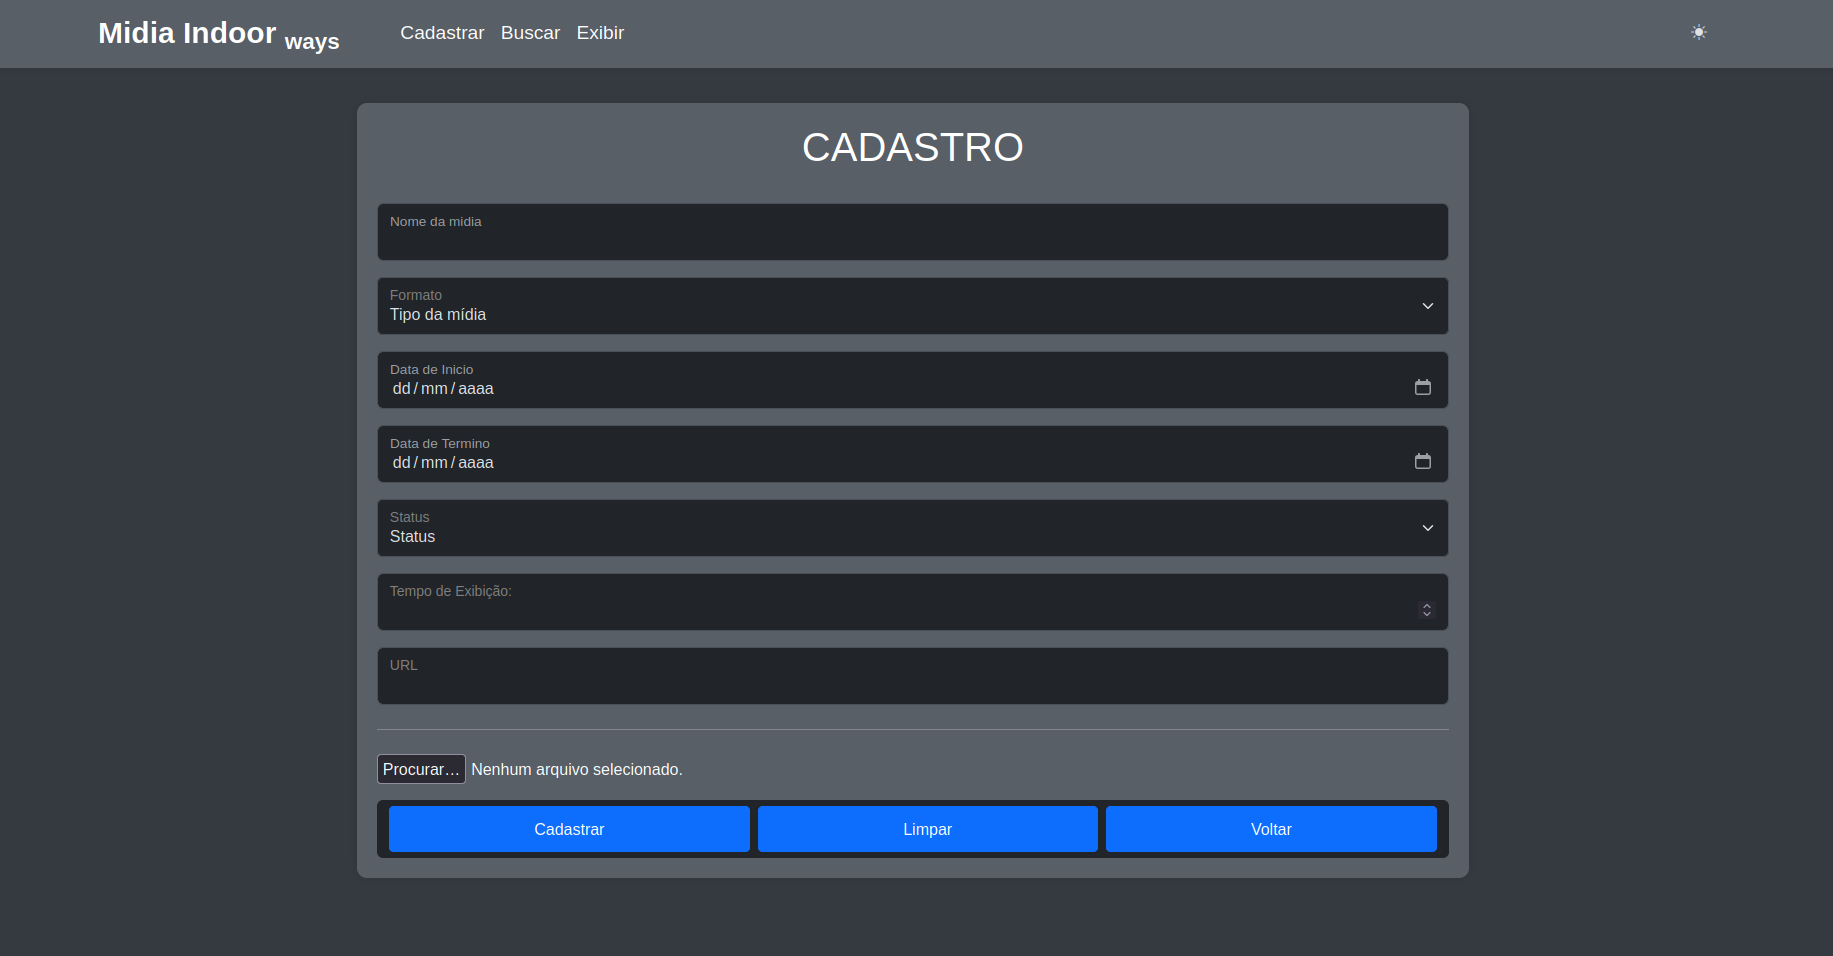 Midia Indoor ways Cadastrar Buscar Exibir
CADASTRO
Nome da midia
Formato
Tipo da mídia
Data de Inicio
dd/mm/aaaa
Data de Termino
dd/mm/aaaa
Status
Status
Tempo de Exibição:
URL
Procurar… Nenhum arquivo selecionado.
Cadastrar Limpar Voltar